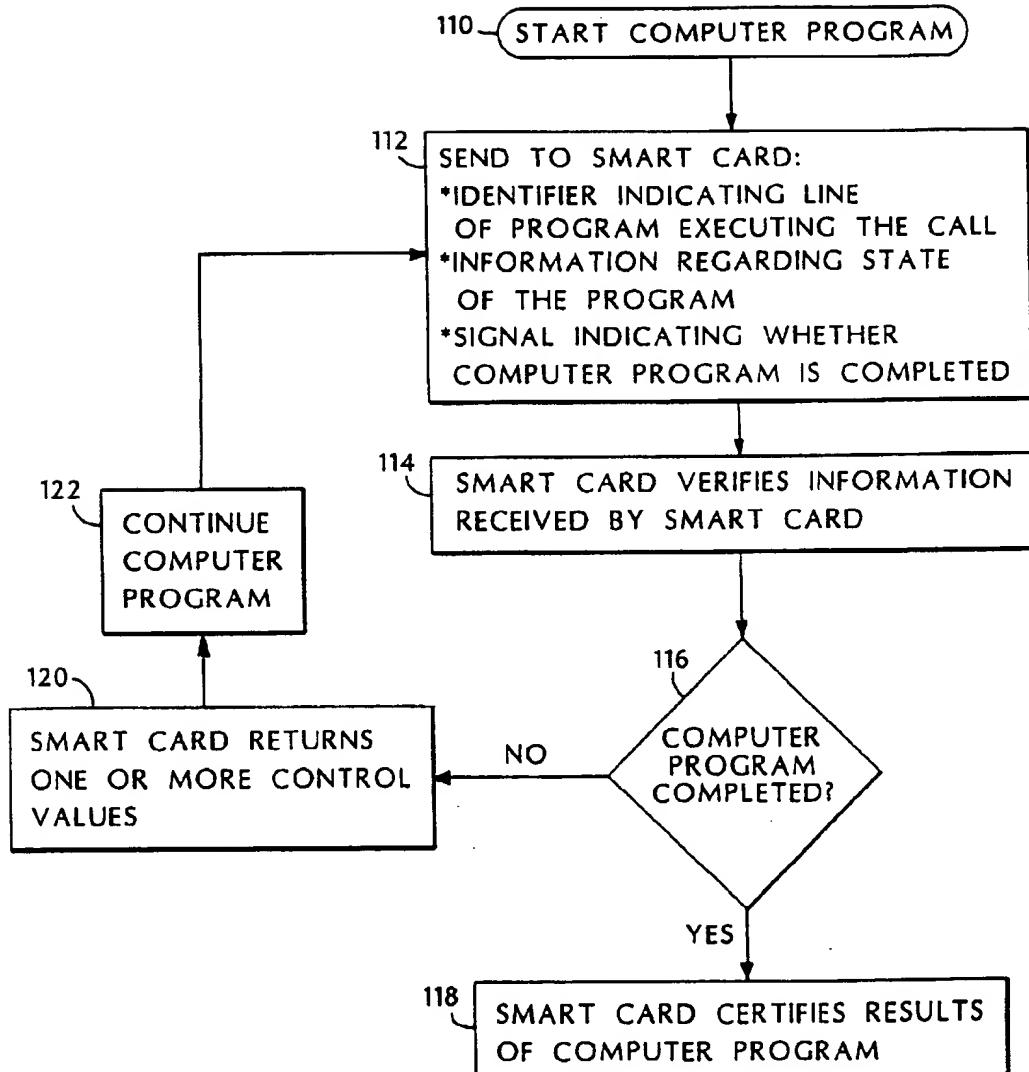 110
START COMPUTER PROGRAM
112
SEND TO SMART CARD:
*IDENTIFIER INDICATING LINE
OF PROGRAM EXECUTING THE CALL
*INFORMATION REGARDING STATE
OF THE PROGRAM
*SIGNAL INDICATING WHETHER
COMPUTER PROGRAM IS COMPLETED
114
SMART CARD VERIFIES INFORMATION
RECEIVED BY SMART CARD
122
CONTINUE
COMPUTER
PROGRAM
116
COMPUTER
PROGRAM
COMPLETED?
120
SMART CARD RETURNS
ONE OR MORE CONTROL
VALUES
NO
YES
118
SMART CARD CERTIFIES RESULTS
OF COMPUTER PROGRAM